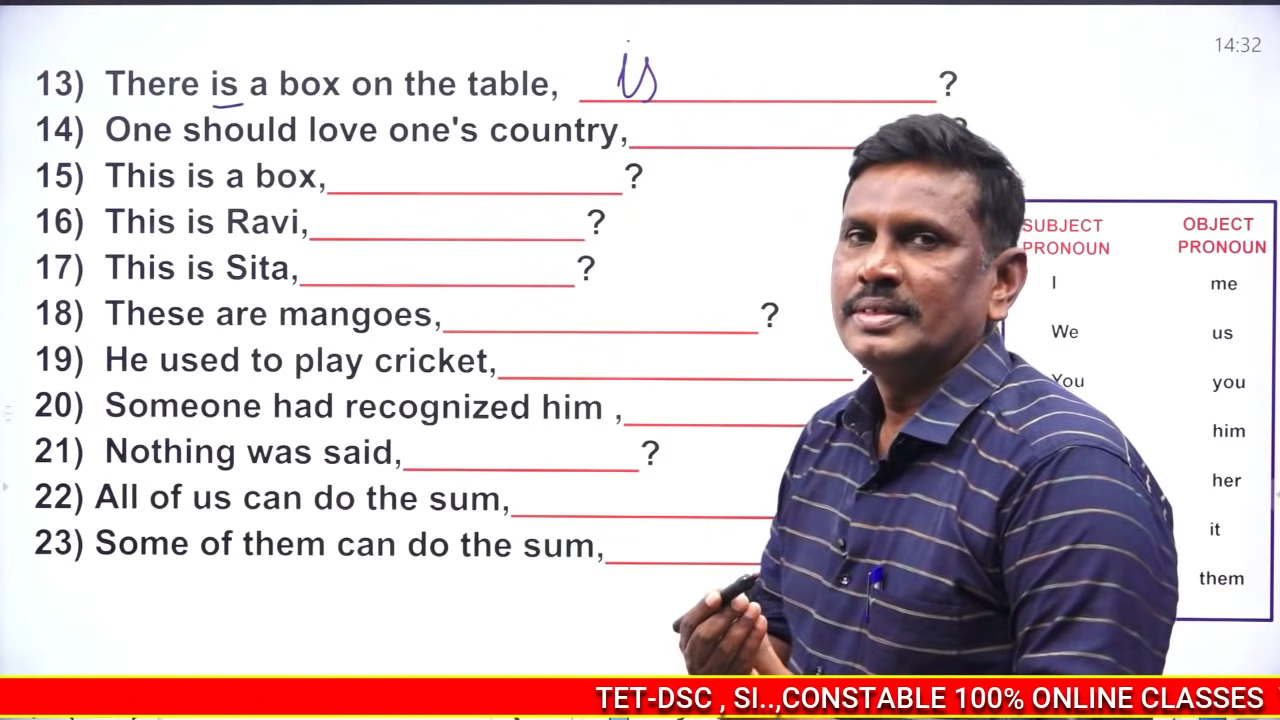 14:32
13) There is a box on the table, is ?
14) One should love one's country, ?
15) This is a box, ?
16) This is Ravi, ?
17) This is Sita, ?
18) These are mangoes, ?
19) He used to play cricket, ?
20) Someone had recognized him ,
21) Nothing was said, ?
22) All of us can do the sum,
23) Some of them can do the sum,
SUBJECT PRONOUN
OBJECT PRONOUN
I me
We us
You you
him
her
it
them
TET-DSC , SI..,CONSTABLE 100% ONLINE CLASSES